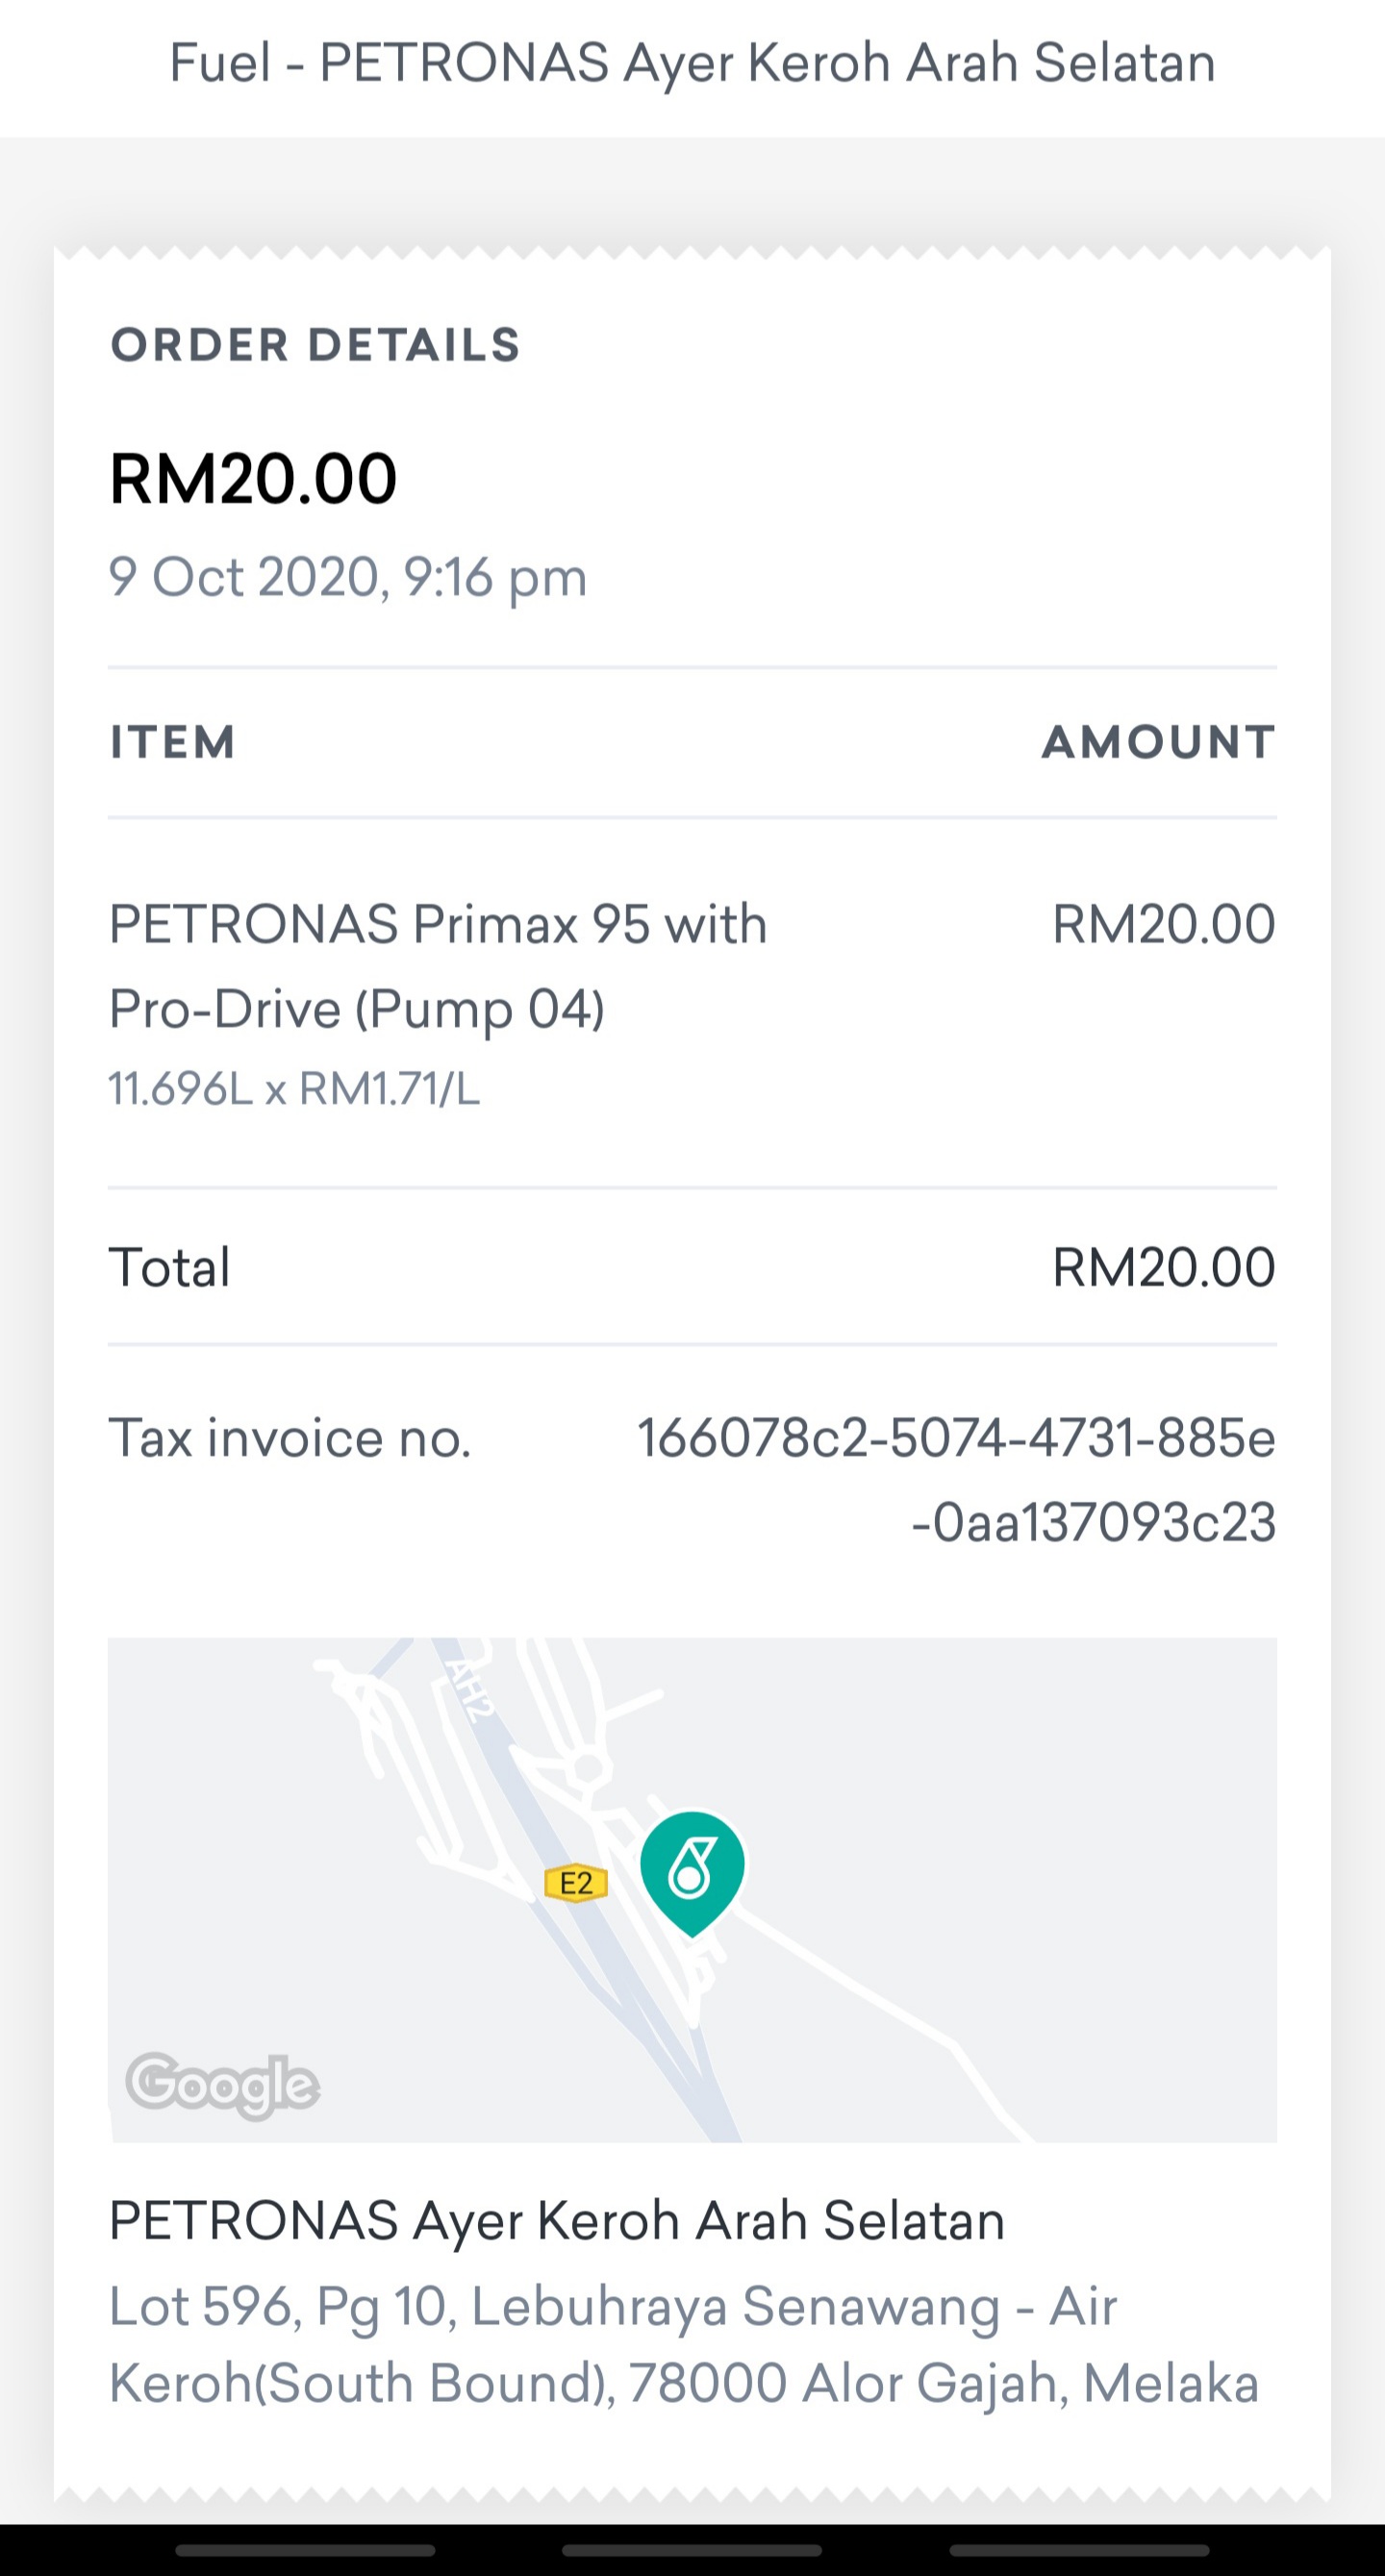 Fuel - PETRONAS Ayer Keroh Arah Selatan
ORDER DETAILS
RM20.00
9 Oct 2020, 9:16 pm
ITEM AMOUNT
PETRONAS Primax 95 with RM20.00
Pro-Drive (Pump 04)
11.696L x RM1.71/L
Total RM20.00
Tax invoice no. 166078c2-5074-4731-885e
-0aa137093c23
AH2
E2
Google
PETRONAS Ayer Keroh Arah Selatan
Lot 596, Pg 10, Lebuhraya Senawang - Air
Keroh(South Bound), 78000 Alor Gajah, Melaka